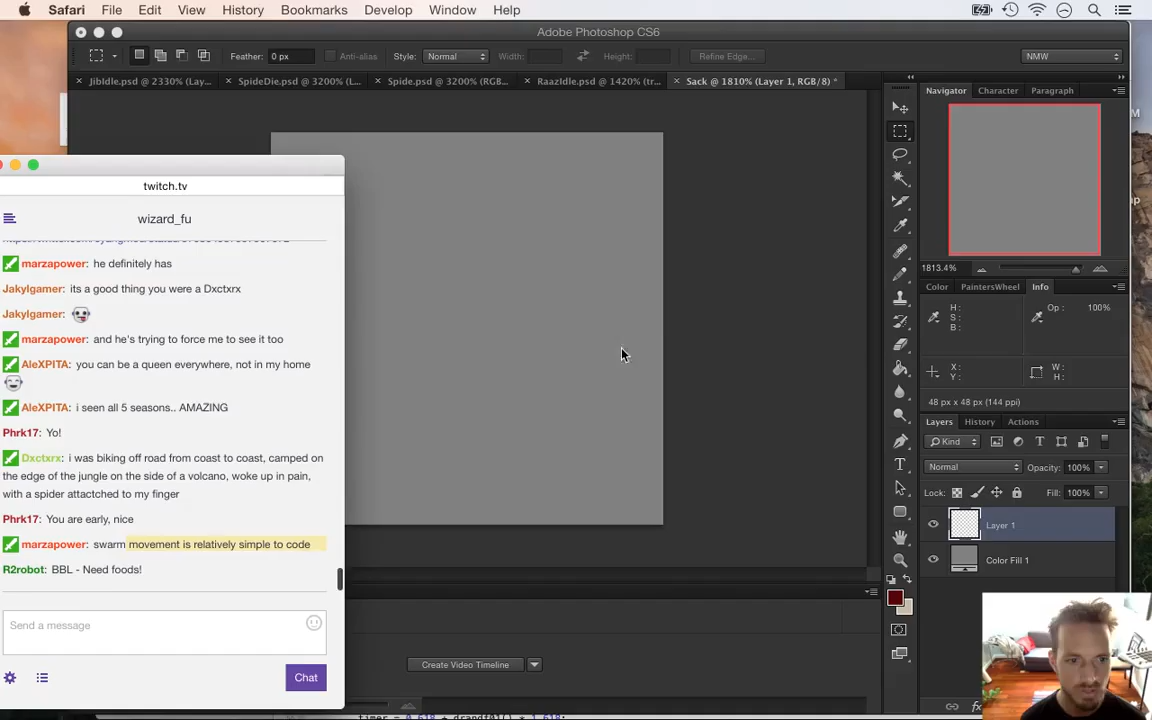 Safari File Edit View History Bookmarks Develop Window Help
Adobe Photoshop CS6
Feather: 0 px Anti-alias Style: Normal Width: Height: Refine Edge... NMW
JibIdle.psd @ 2330% (Lay... SpideDie.psd @ 3200% (L... Spide.psd @ 3200% (RGB... RaazIdle.psd @ 1420% (tr... Sack @ 1810% (Layer 1, RGB/8) *
Navigator Character Paragraph
1813.4%
Color PaintersWheel Info
H: Op: 100%
S:
B:
X: W:
Y: H:
48 px x 48 px (144 ppi)
Layers History Actions
Kind
Normal Opacity: 100%
Lock: Fill: 100%
Layer 1
Color Fill 1
Create Video Timeline
timer = 0.618 + drandf01() * 1.618;
twitch.tv
wizard_fu
marzapower: he definitely has
Jakylgamer: its a good thing you were a Dxctxrx
Jakylgamer:
marzapower: and he's trying to force me to see it too
AleXPITA: you can be a queen everywhere, not in my home
AleXPITA: i seen all 5 seasons.. AMAZING
Phrk17: Yo!
Dxctxrx: i was biking off road from coast to coast, camped on
the edge of the jungle on the side of a volcano, woke up in pain,
with a spider attactched to my finger
Phrk17: You are early, nice
marzapower: swarm movement is relatively simple to code
R2robot: BBL - Need foods!
Send a message
Chat